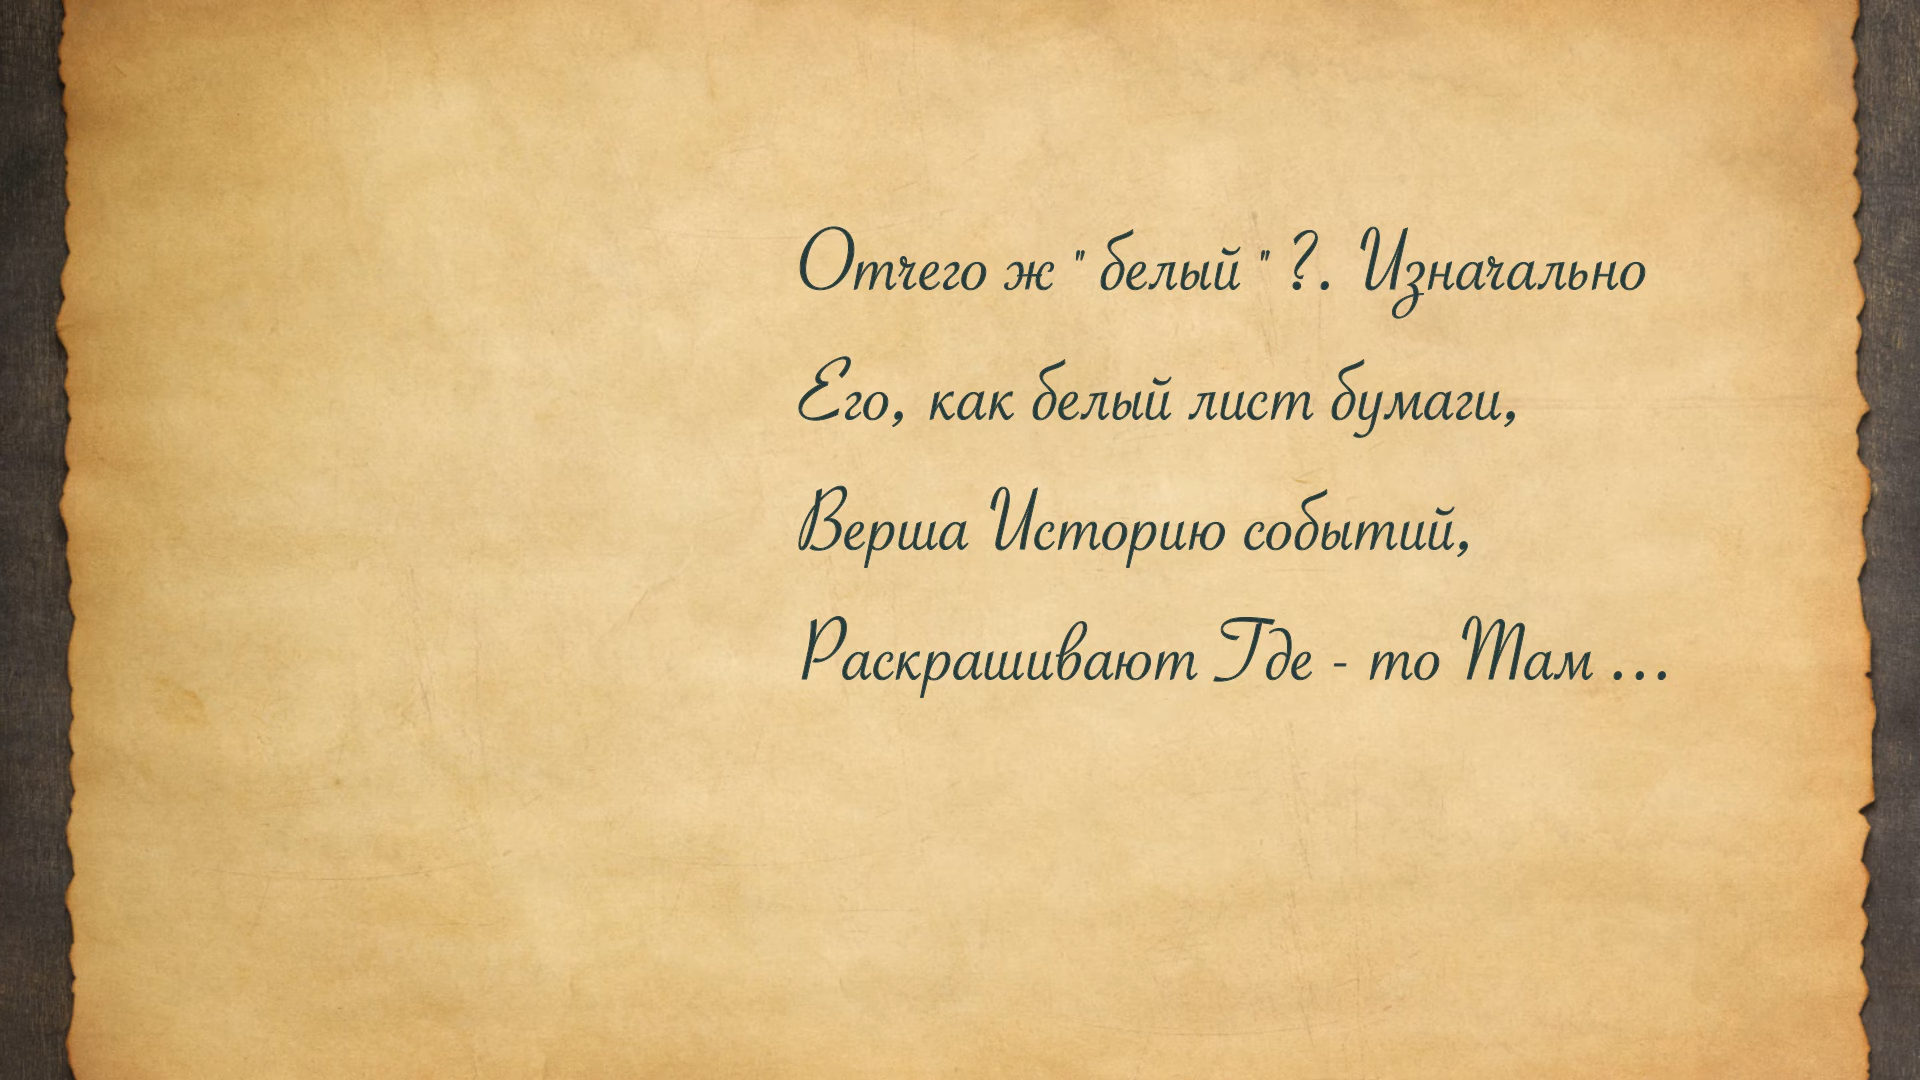 Отчего ж " белый " ?. Изначально
Его, как белый лист бумаги,
Верша Историю событий,
Раскрашивают Где - то Там ...